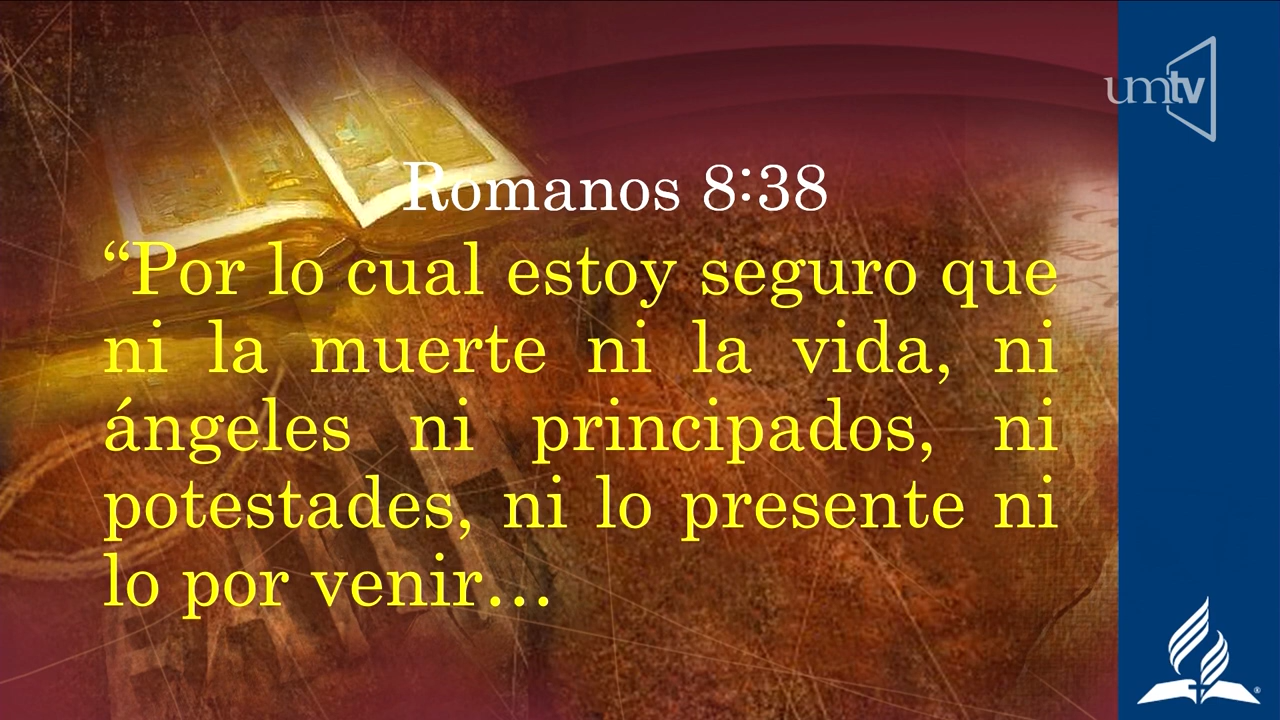 umtv
Romanos 8:38
“Por lo cual estoy seguro que
ni la muerte ni la vida, ni
ángeles ni principados, ni
potestades, ni lo presente ni
lo por venir…
®